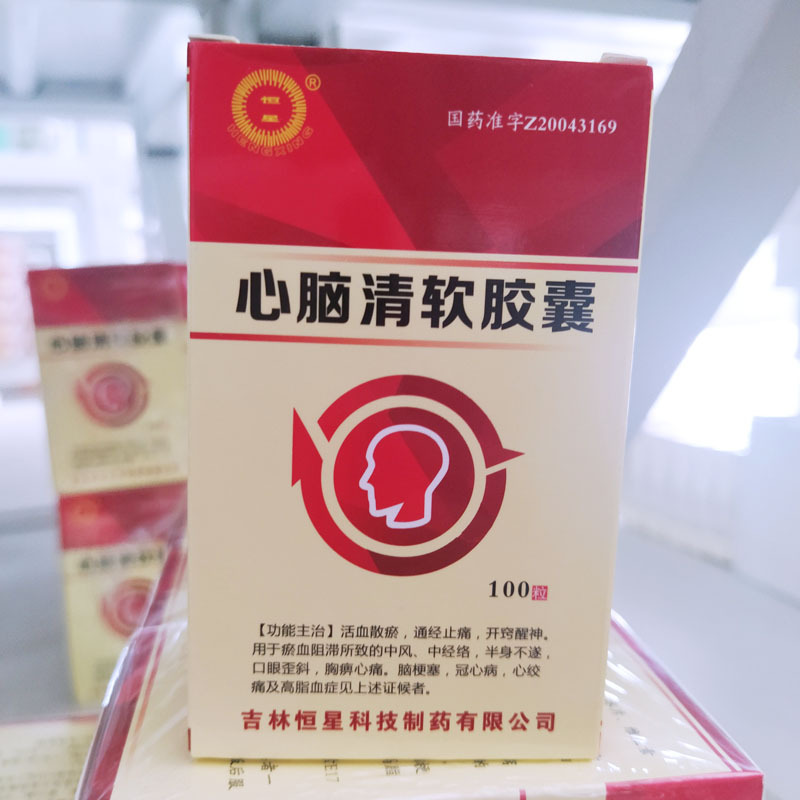 恒星
HENGXING
®
国药准字Z20043169
心脑清软胶囊
100粒
【功能主治】活血散瘀，通经止痛，开窍醒神。
用于瘀血阻滞所致的中风、中经络，半身不遂，
口眼歪斜，胸痹心痛。脑梗塞，冠心病，心绞
痛及高脂血症见上述证候者。
吉林恒星科技制药有限公司